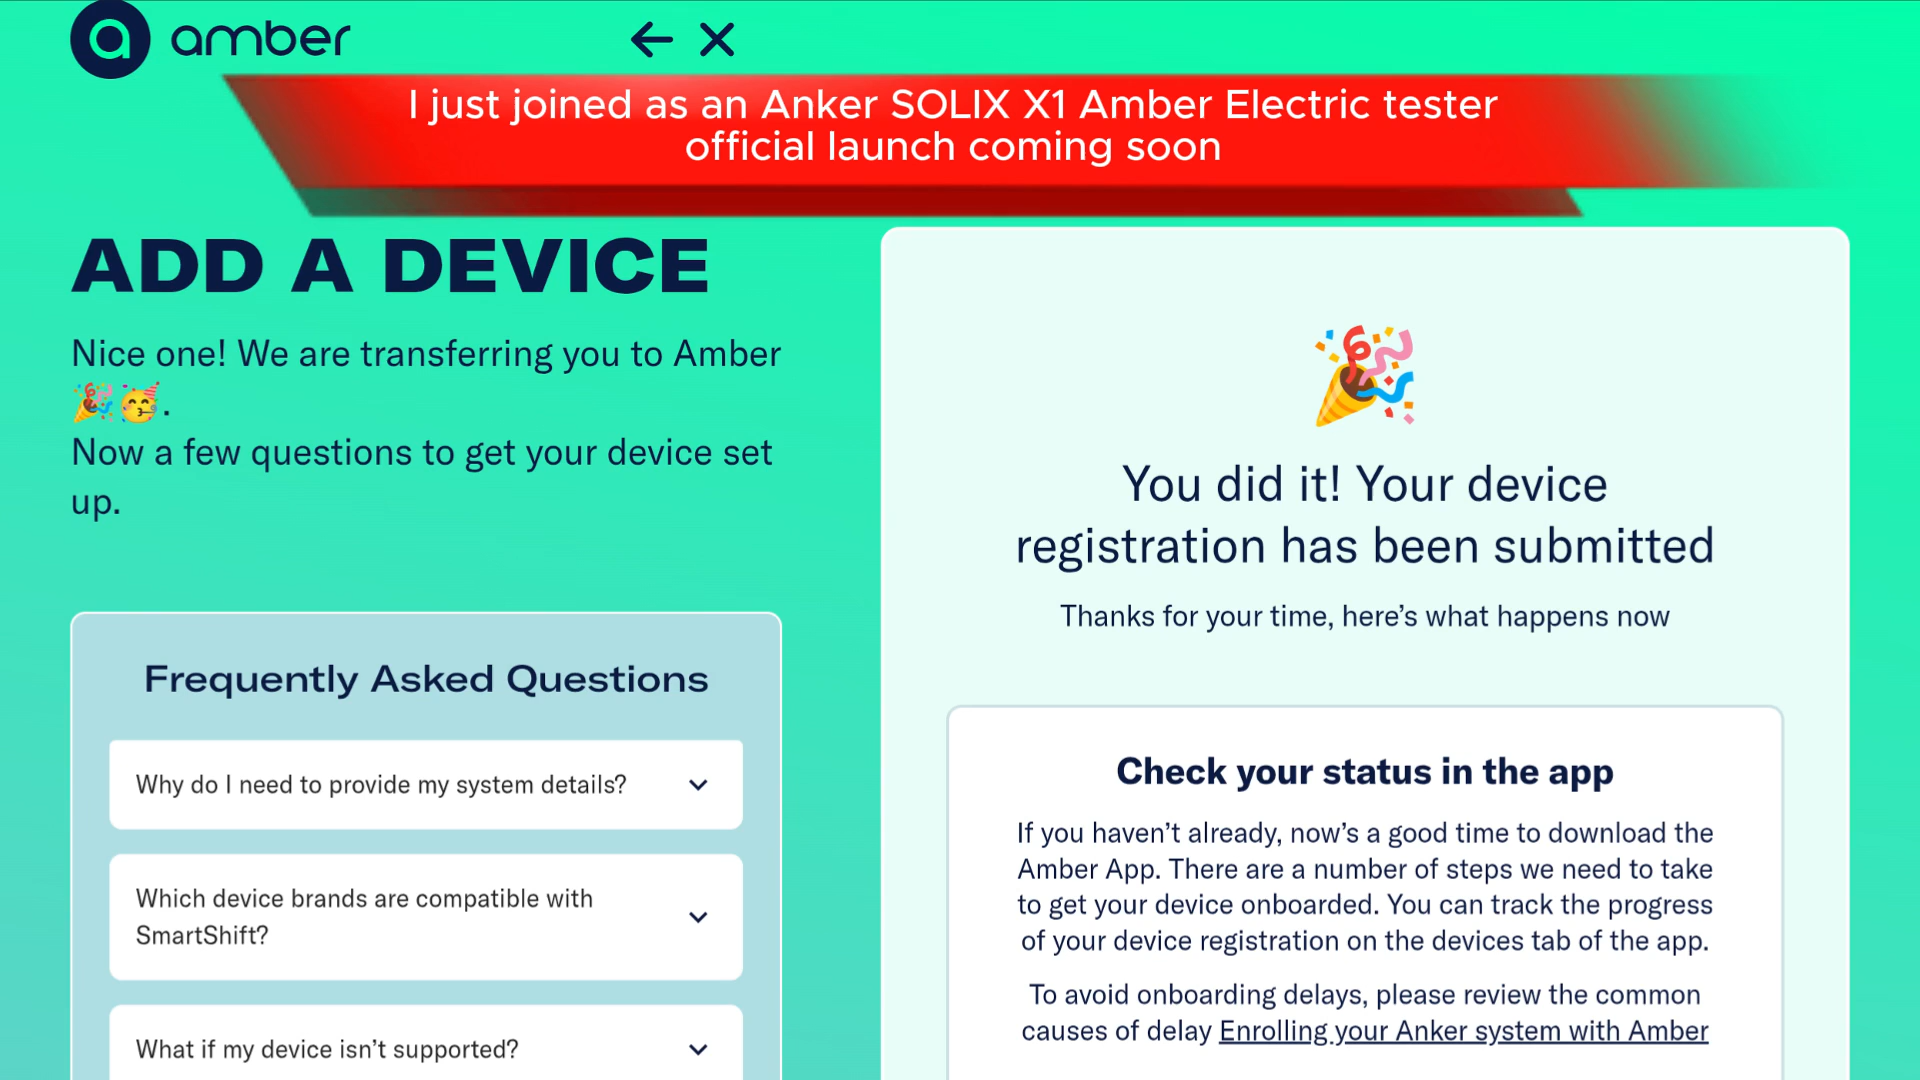 amber
I just joined as an Anker SOLIX X1 Amber Electric tester
official launch coming soon
ADD A DEVICE
Nice one! We are transferring you to Amber
🎉🥳.
Now a few questions to get your device set
up.
Frequently Asked Questions
Why do I need to provide my system details?
Which device brands are compatible with
SmartShift?
What if my device isn’t supported?
🎉
You did it! Your device
registration has been submitted
Thanks for your time, here’s what happens now
Check your status in the app
If you haven’t already, now’s a good time to download the
Amber App. There are a number of steps we need to take
to get your device onboarded. You can track the progress
of your device registration on the devices tab of the app.
To avoid onboarding delays, please review the common
causes of delay Enrolling your Anker system with Amber